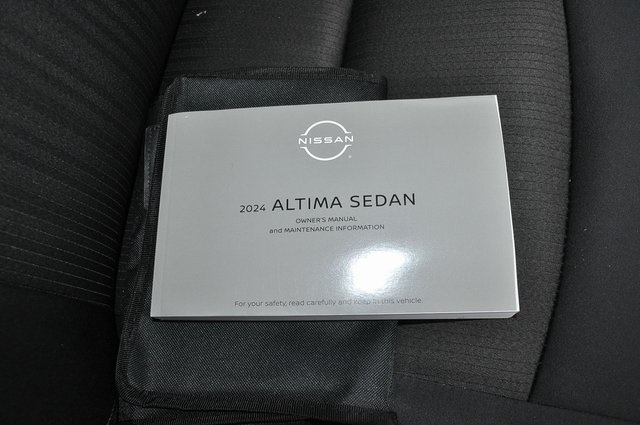 NISSAN
2024 ALTIMA SEDAN
OWNER'S MANUAL
and MAINTENANCE INFORMATION
For your safety, read carefully and keep in this vehicle.